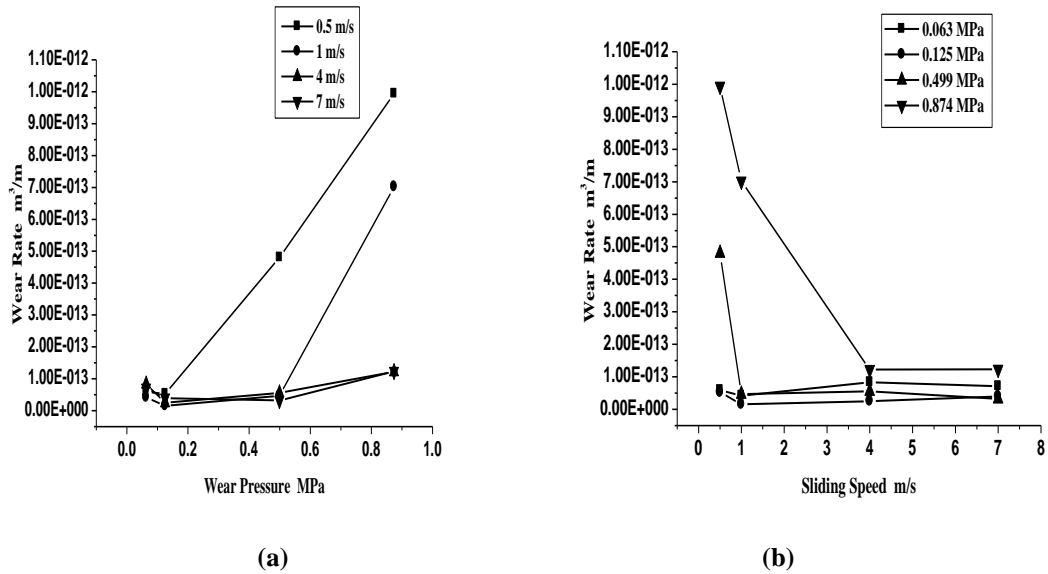 0.5 m/s
1 m/s
4 m/s
7 m/s
1.10E-012
1.00E-012
9.00E-013
8.00E-013
7.00E-013
6.00E-013
5.00E-013
4.00E-013
3.00E-013
2.00E-013
1.00E-013
0.00E+000
Wear Rate m³/m
0.0 0.2 0.4 0.6 0.8 1.0
Wear Pressure MPa
(a)
0.063 MPa
0.125 MPa
0.499 MPa
0.874 MPa
1.10E-012
1.00E-012
9.00E-013
8.00E-013
7.00E-013
6.00E-013
5.00E-013
4.00E-013
3.00E-013
2.00E-013
1.00E-013
0.00E+000
Wear Rate m³/m
0 1 2 3 4 5 6 7 8
Sliding Speed m/s
(b)